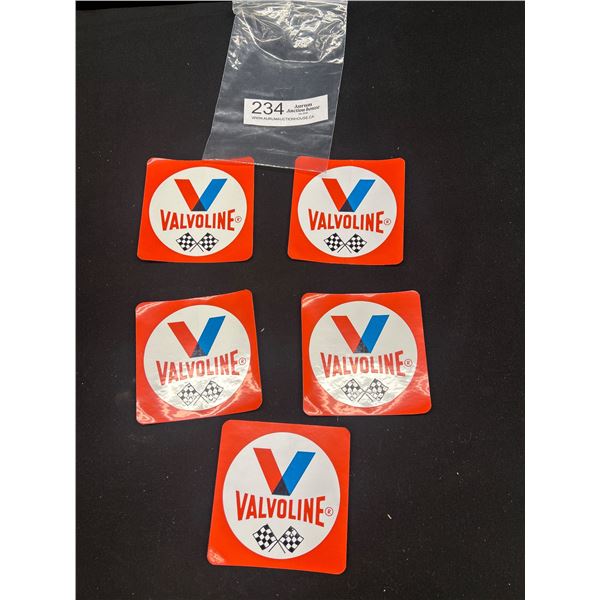 234 Aurum
Auction house
WWW.AURUMAUCTIONHOUSE.CA
VALVOLINE®
VALVOLINE®
VALVOLINE®
VALVOLINE®
VALVOLINE®